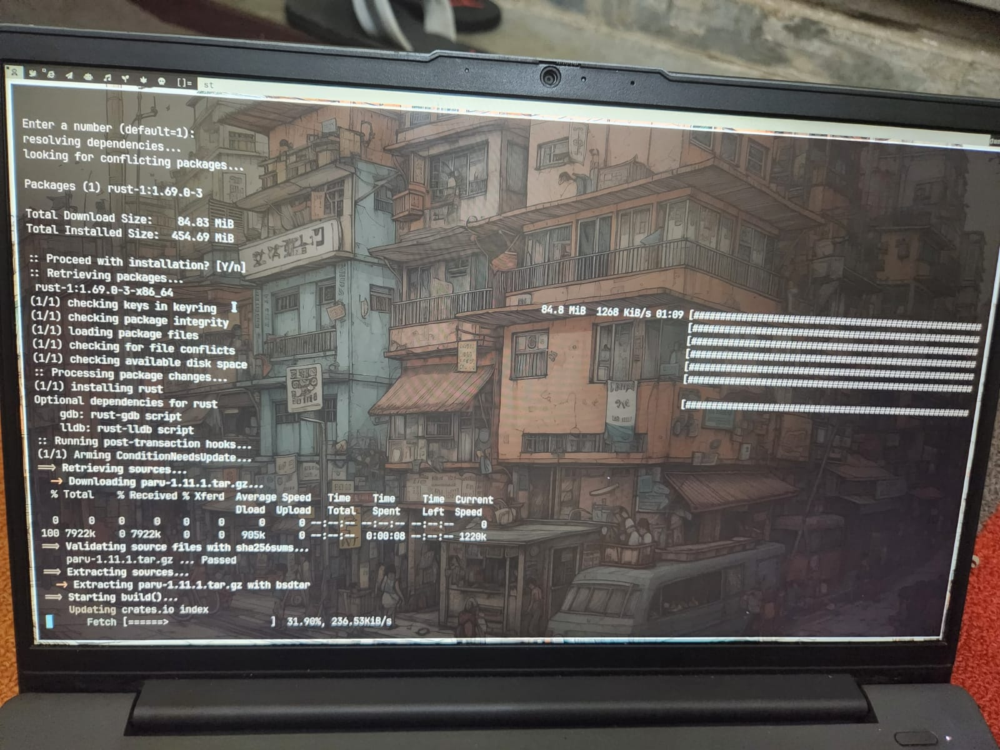 []= st
Enter a number (default=1):
resolving dependencies...
looking for conflicting packages...
Packages (1) rust-1:1.69.0-3
Total Download Size: 84.83 MiB
Total Installed Size: 454.69 MiB
:: Proceed with installation? [Y/n]
:: Retrieving packages...
rust-1:1.69.0-3-x86_64 84.8 MiB 1268 KiB/s 01:09
(1/1) checking keys in keyring
(1/1) checking package integrity
(1/1) loading package files
(1/1) checking for file conflicts
(1/1) checking available disk space
:: Processing package changes...
(1/1) installing rust
Optional dependencies for rust
gdb: rust-gdb script
lldb: rust-lldb script
:: Running post-transaction hooks...
(1/1) Arming ConditionNeedsUpdate...
==> Retrieving sources...
-> Downloading paru-1.11.1.tar.gz...
% Total % Received % Xferd Average Speed Time Time Time Current
Dload Upload Total Spent Left Speed
0 0 0 0 0 0 0 0 --:--:-- --:--:-- --:--:-- 0
100 7922k 0 7922k 0 0 905k 0 --:--:-- 0:00:08 --:--:-- 1220k
==> Validating source files with sha256sums...
paru-1.11.1.tar.gz ... Passed
==> Extracting sources...
-> Extracting paru-1.11.1.tar.gz with bsdtar
==> Starting build()...
Updating crates.io index
Fetch [======> ] 31.90%, 236.53KiB/s